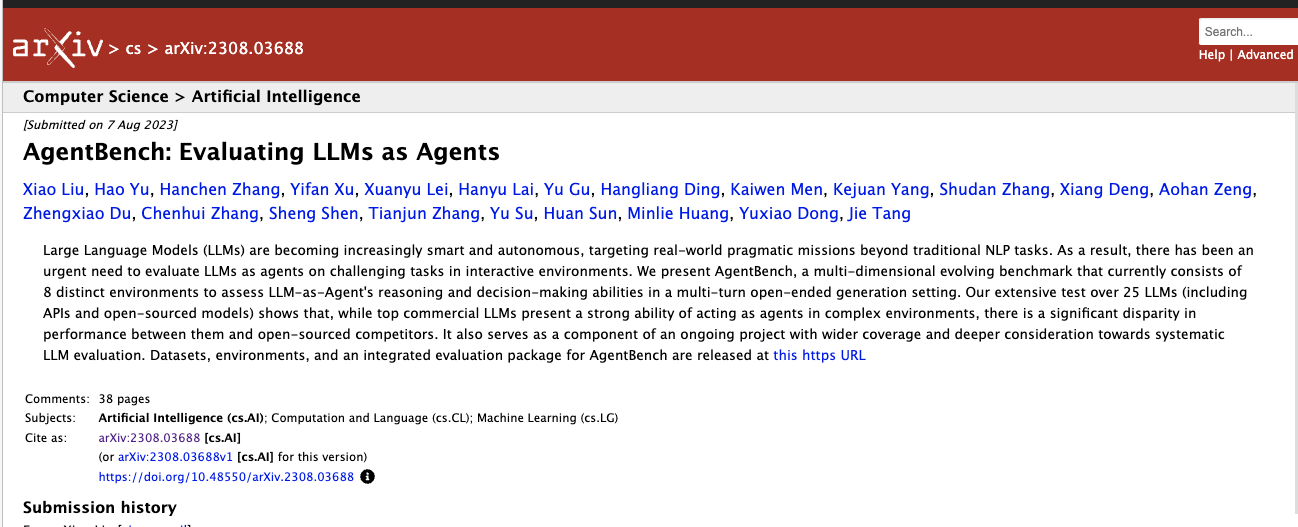 arXiv > cs > arXiv:2308.03688
Search...
Help | Advanced
Computer Science > Artificial Intelligence
[Submitted on 7 Aug 2023]
AgentBench: Evaluating LLMs as Agents
Xiao Liu, Hao Yu, Hanchen Zhang, Yifan Xu, Xuanyu Lei, Hanyu Lai, Yu Gu, Hangliang Ding, Kaiwen Men, Kejuan Yang, Shudan Zhang, Xiang Deng, Aohan Zeng,
Zhengxiao Du, Chenhui Zhang, Sheng Shen, Tianjun Zhang, Yu Su, Huan Sun, Minlie Huang, Yuxiao Dong, Jie Tang
Large Language Models (LLMs) are becoming increasingly smart and autonomous, targeting real-world pragmatic missions beyond traditional NLP tasks. As a result, there has been an
urgent need to evaluate LLMs as agents on challenging tasks in interactive environments. We present AgentBench, a multi-dimensional evolving benchmark that currently consists of
8 distinct environments to assess LLM-as-Agent's reasoning and decision-making abilities in a multi-turn open-ended generation setting. Our extensive test over 25 LLMs (including
APIs and open-sourced models) shows that, while top commercial LLMs present a strong ability of acting as agents in complex environments, there is a significant disparity in
performance between them and open-sourced competitors. It also serves as a component of an ongoing project with wider coverage and deeper consideration towards systematic
LLM evaluation. Datasets, environments, and an integrated evaluation package for AgentBench are released at this https URL
Comments: 38 pages
Subjects: Artificial Intelligence (cs.AI); Computation and Language (cs.CL); Machine Learning (cs.LG)
Cite as: arXiv:2308.03688 [cs.AI]
(or arXiv:2308.03688v1 [cs.AI] for this version)
https://doi.org/10.48550/arXiv.2308.03688
Submission history